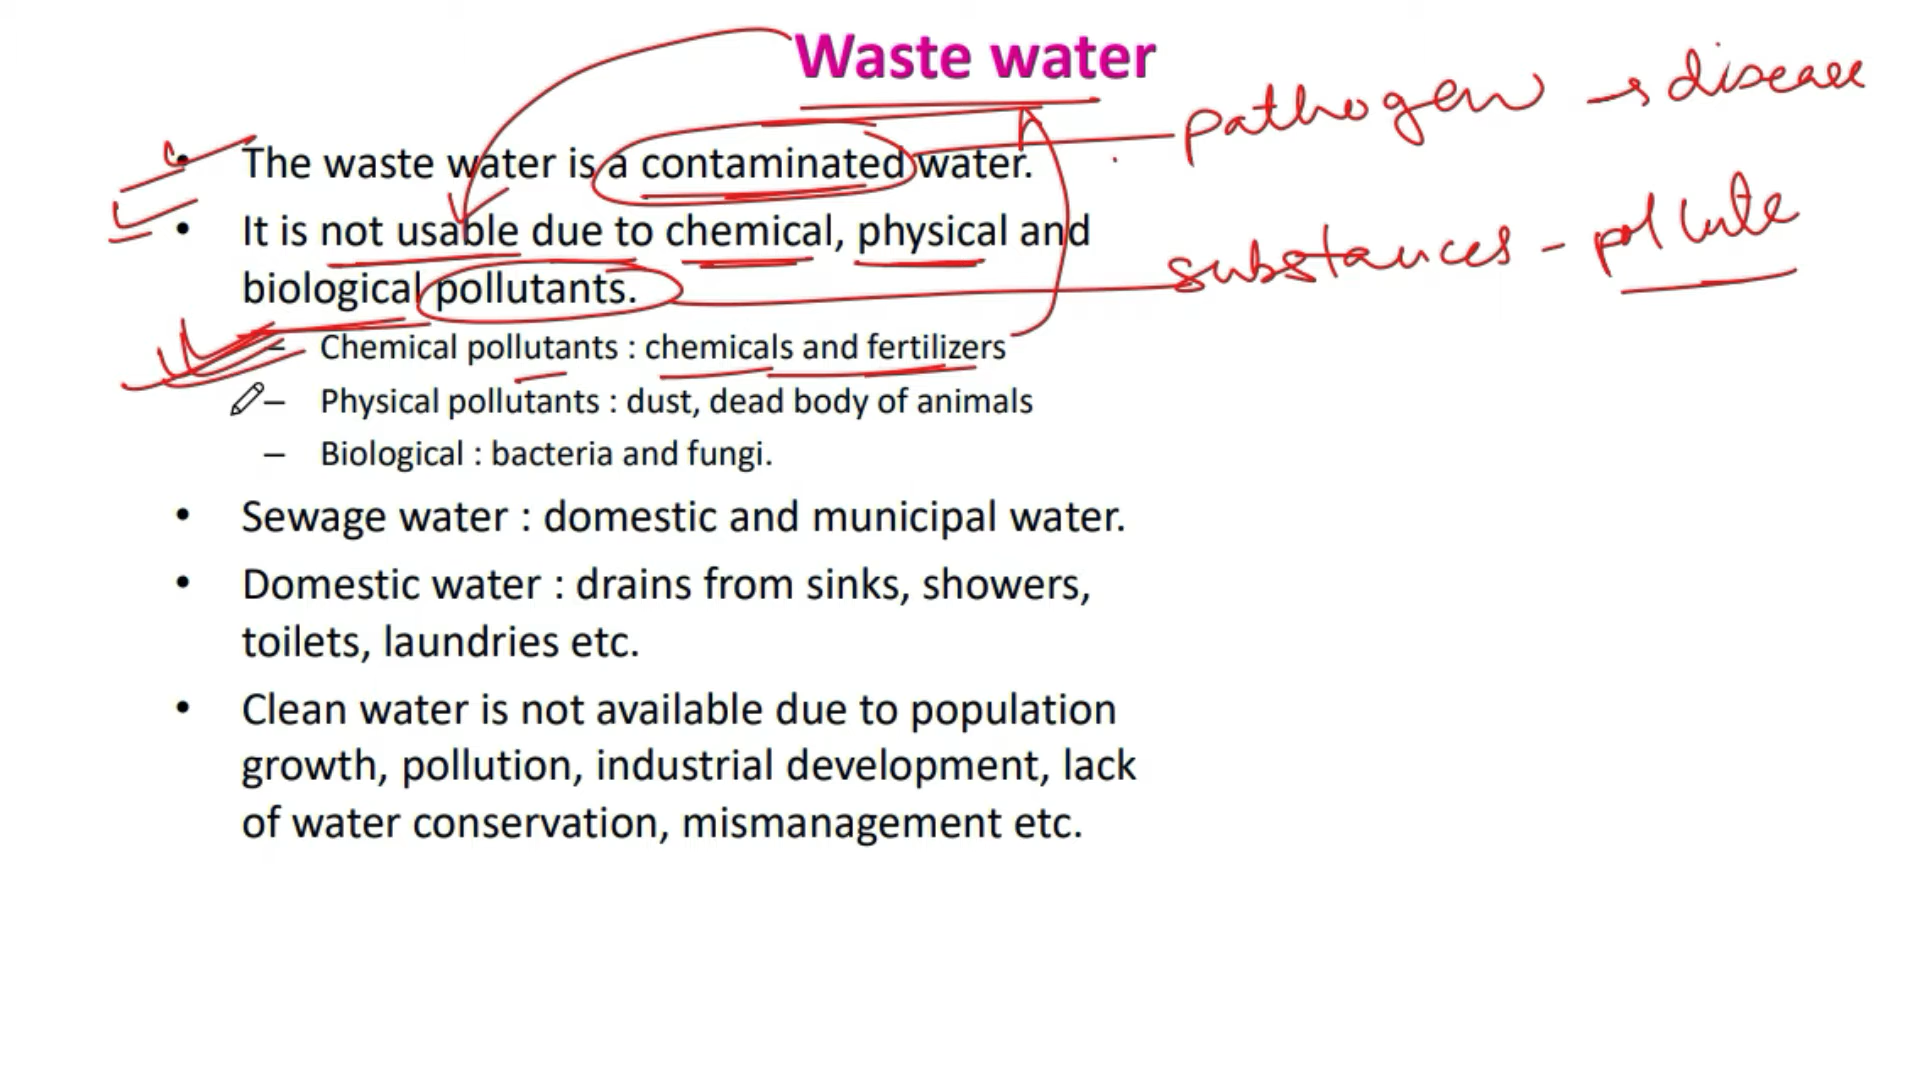 Waste water
pathogen → disease
• The waste water is a contaminated water.
• It is not usable due to chemical, physical and
substances - pollute
biological pollutants.
– Chemical pollutants : chemicals and fertilizers
– Physical pollutants : dust, dead body of animals
– Biological : bacteria and fungi.
• Sewage water : domestic and municipal water.
• Domestic water : drains from sinks, showers,
toilets, laundries etc.
• Clean water is not available due to population
growth, pollution, industrial development, lack
of water conservation, mismanagement etc.